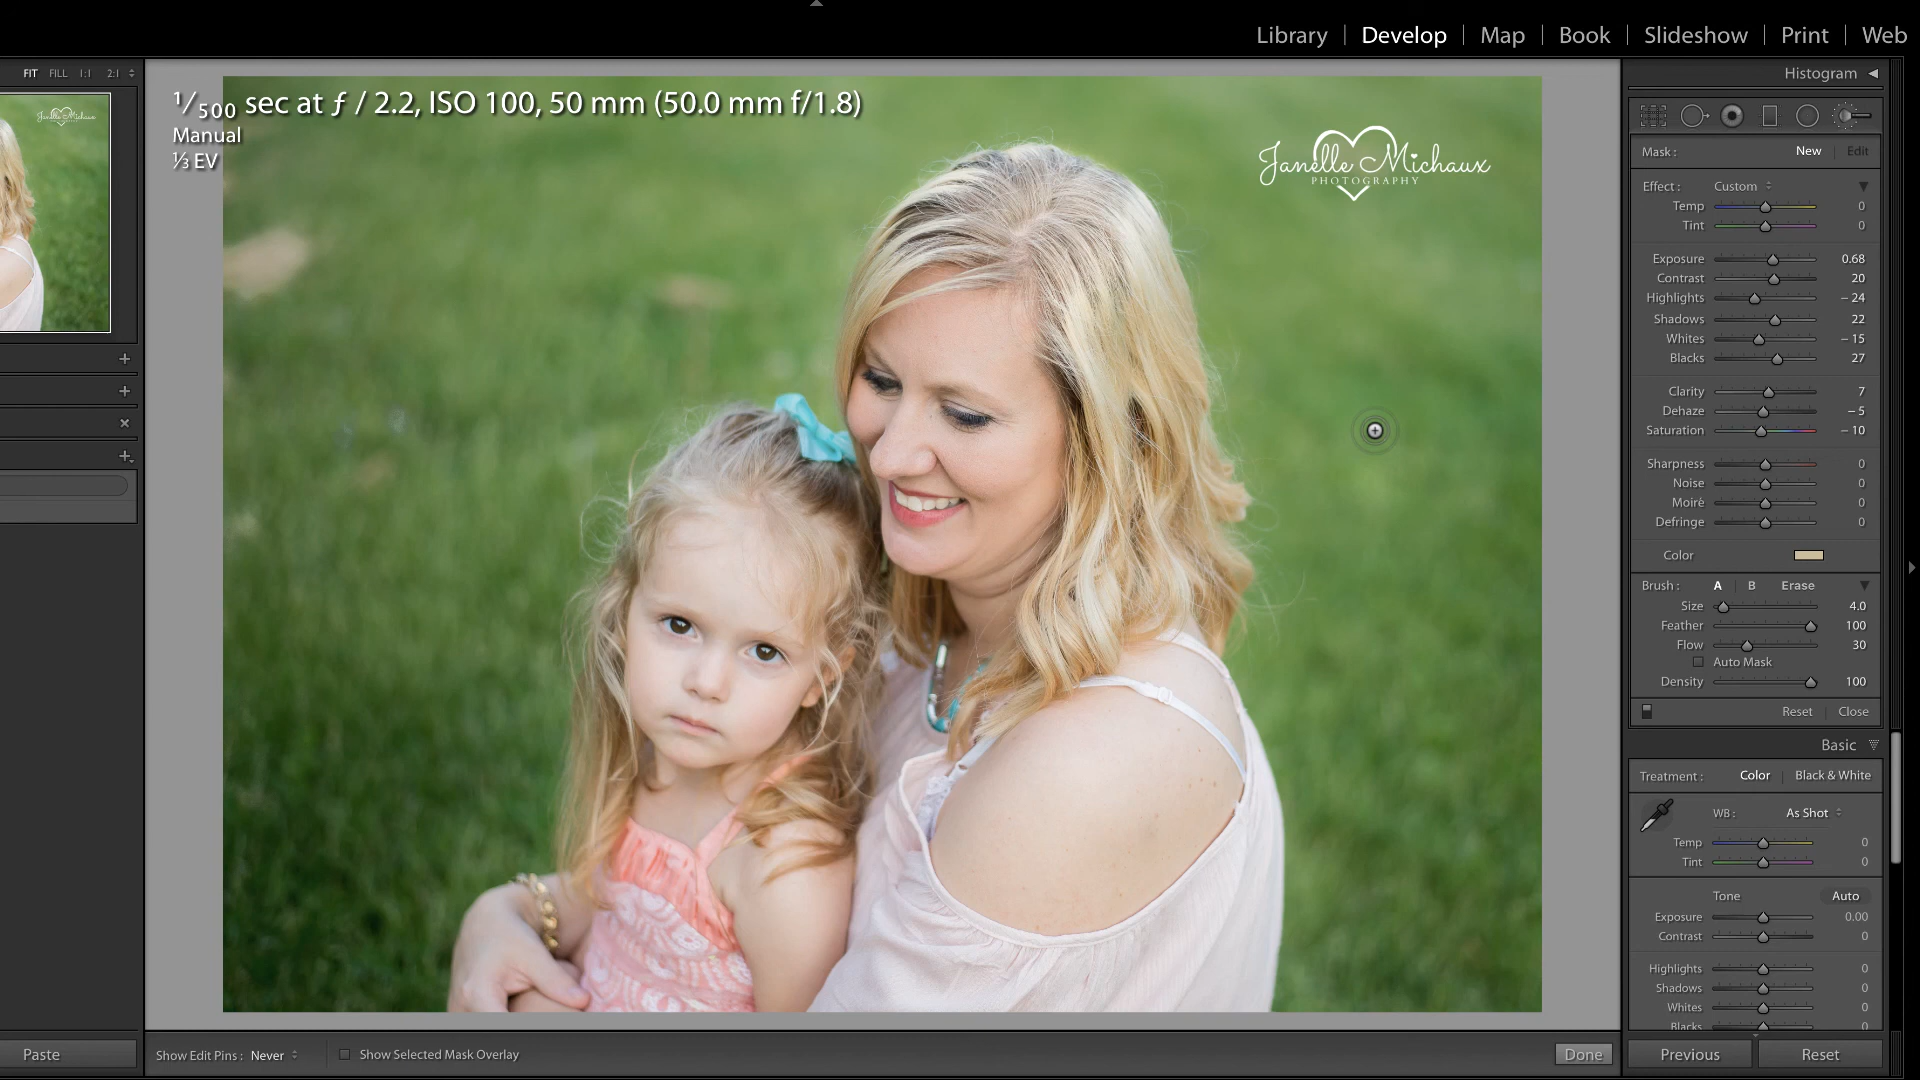 Library | Develop | Map | Book | Slideshow | Print | Web
FIT FILL 1:1 2:1
Histogram
1/500 sec at ƒ / 2.2, ISO 100, 50 mm (50.0 mm f/1.8)
Manual
⅓ EV
Janelle Michaux
PHOTOGRAPHY
Janelle Michaux
Mask : New Edit
Effect : Custom
Temp 0
Tint 0
Exposure 0.68
Contrast 20
Highlights – 24
Shadows 22
Whites – 15
Blacks 27
Clarity 7
Dehaze – 5
Saturation – 10
Sharpness 0
Noise 0
Moiré 0
Defringe 0
Color
Brush : A | B Erase
Size 4.0
Feather 100
Flow 30
Auto Mask
Density 100
Reset | Close
Basic
Treatment : Color | Black & White
WB : As Shot
Temp 0
Tint 0
Tone Auto
Exposure 0.00
Contrast 0
Highlights 0
Shadows 0
Whites 0
Blacks 0
Paste
Show Edit Pins : Never
Show Selected Mask Overlay
Done
Previous
Reset